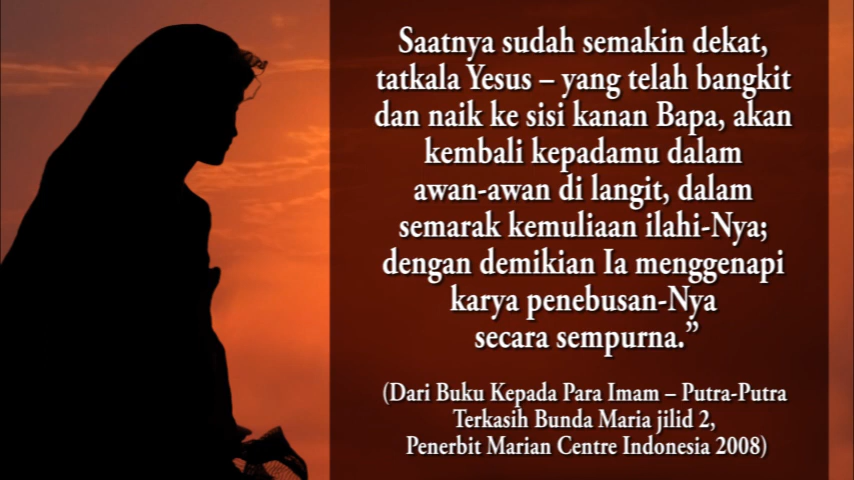 Saatnya sudah semakin dekat,
tatkala Yesus – yang telah bangkit
dan naik ke sisi kanan Bapa, akan
kembali kepadamu dalam
awan-awan di langit, dalam
semarak kemuliaan ilahi-Nya;
dengan demikian Ia menggenapi
karya penebusan-Nya
secara sempurna.”
(Dari Buku Kepada Para Imam – Putra-Putra
Terkasih Bunda Maria jilid 2,
Penerbit Marian Centre Indonesia 2008)